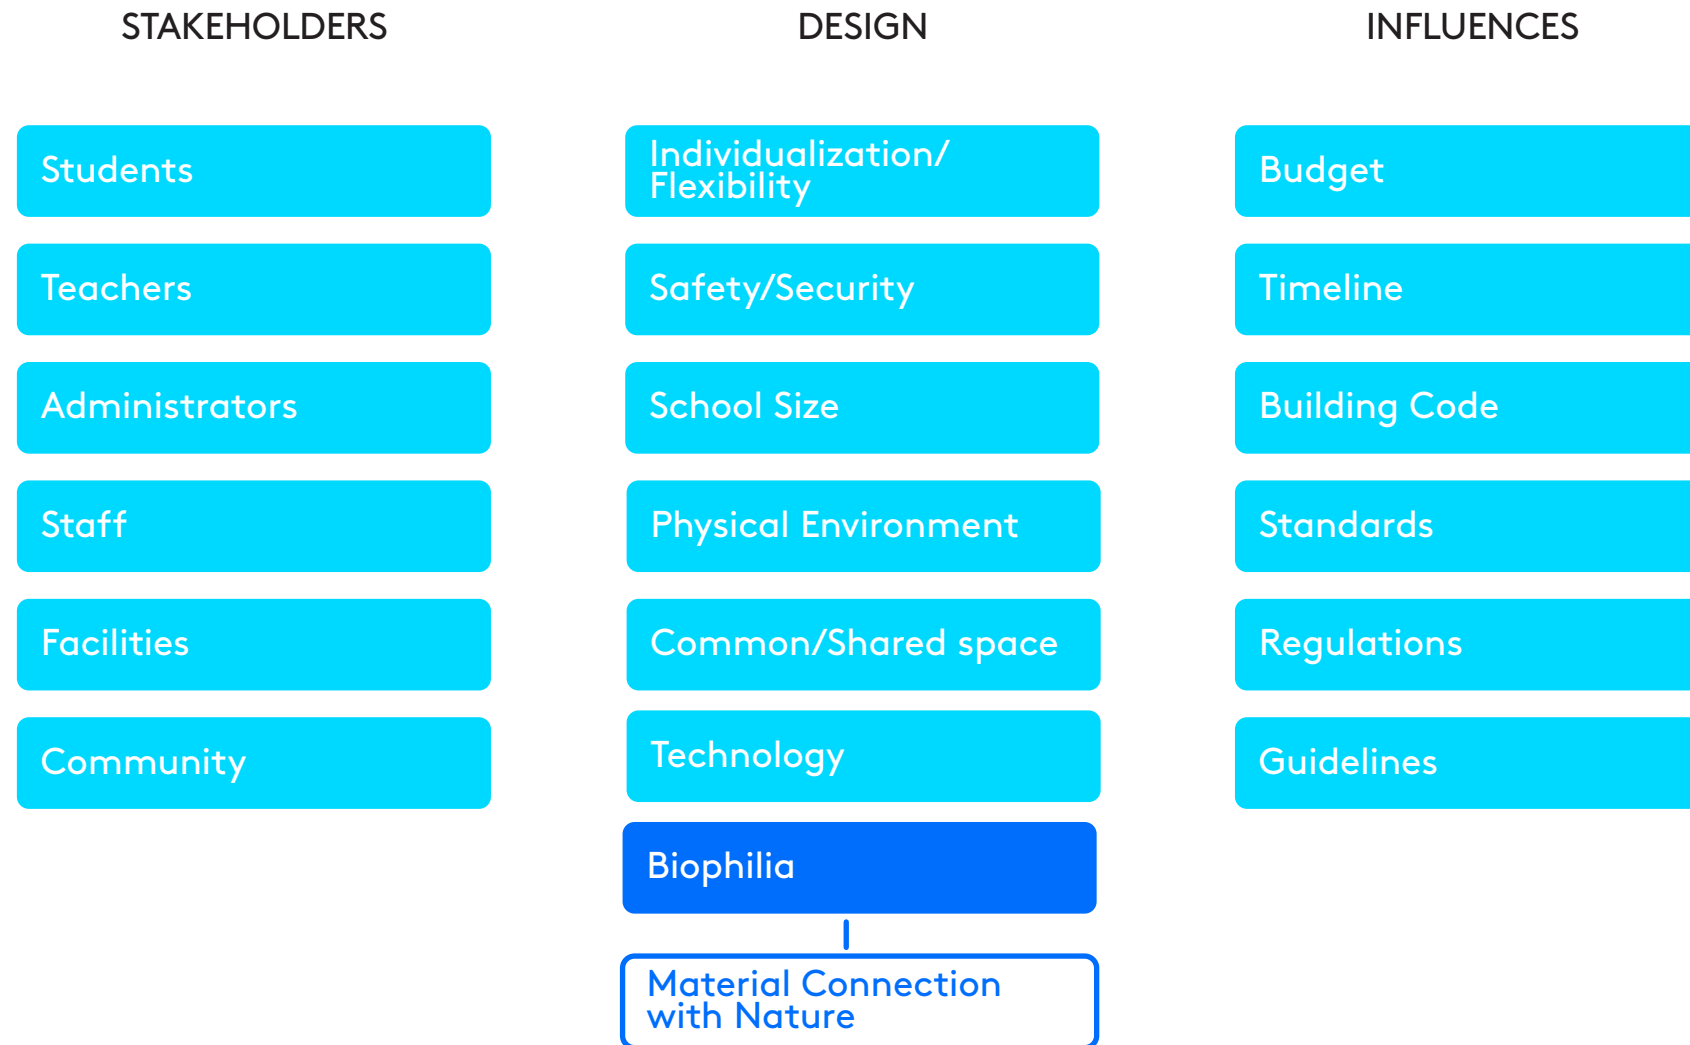 STAKEHOLDERS
DESIGN
INFLUENCES
Students
Teachers
Administrators
Staff
Facilities
Community
Individualization/
Flexibility
Safety/Security
School Size
Physical Environment
Common/Shared space
Technology
Biophilia
Material Connection
with Nature
Budget
Timeline
Building Code
Standards
Regulations
Guidelines